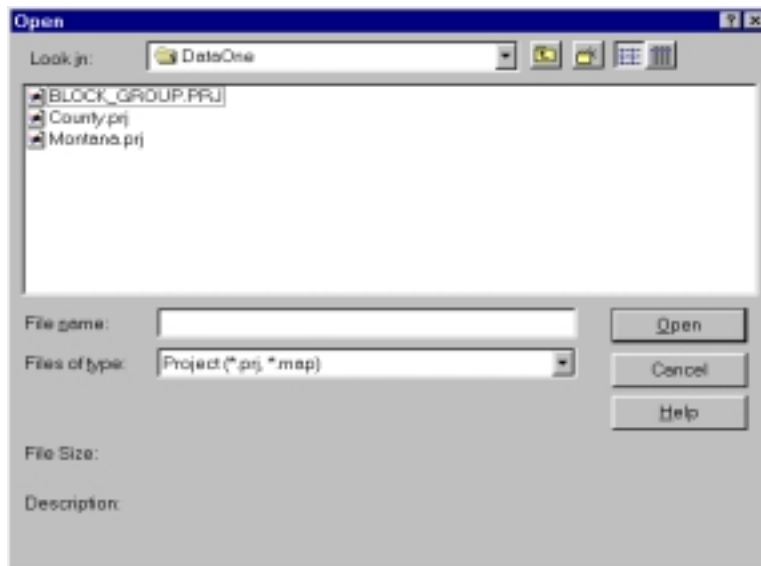 Open
Look in: DataOne
BLOCK_GROUP.PRJ
County.prj
Montana.prj
File name:
Open
Files of type: Project (*.prj, *.map)
Cancel
Help
File Size:
Description: